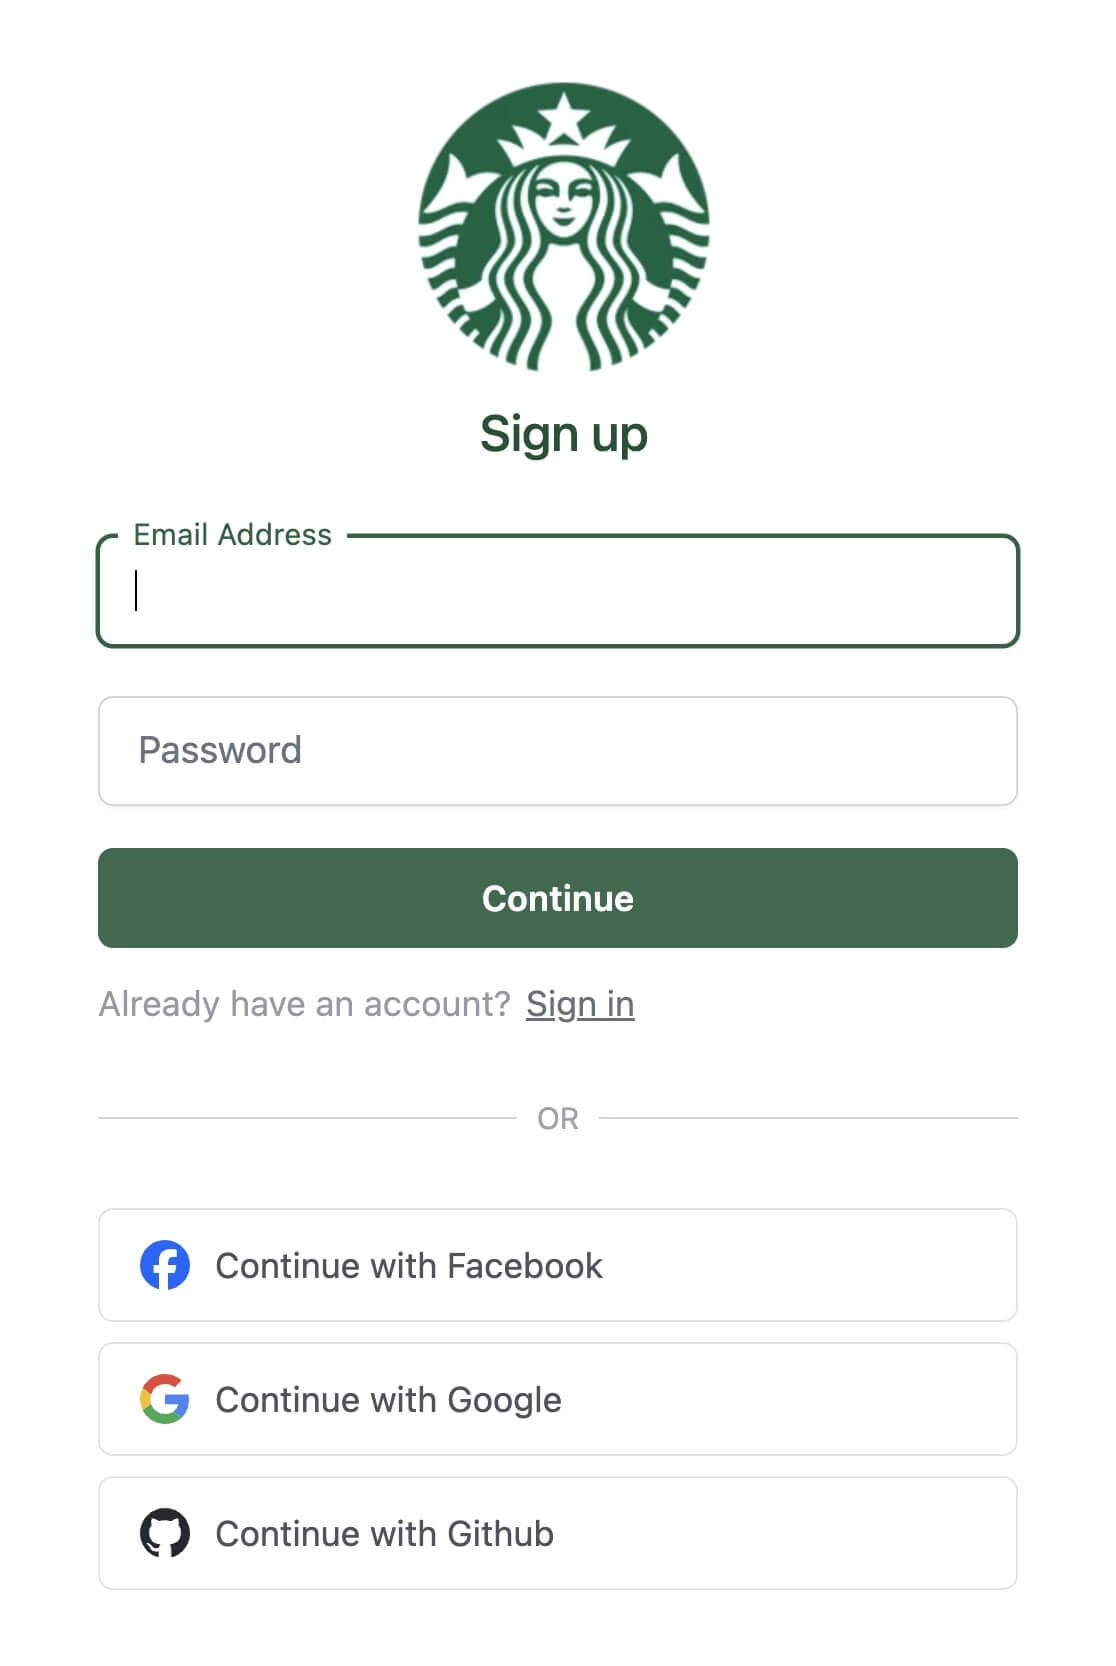 Sign up
Email Address
Password
Continue
Already have an account? Sign in
OR
Continue with Facebook
Continue with Google
Continue with Github